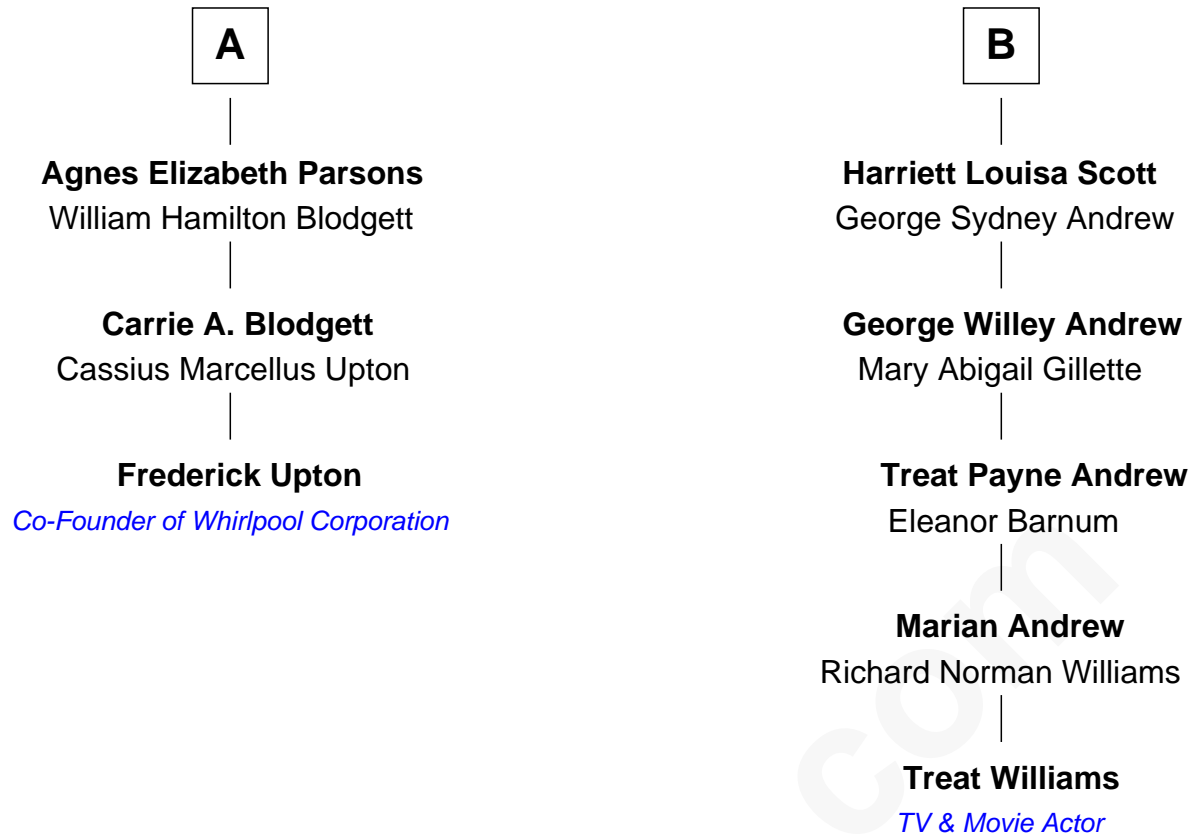 A
Agnes Elizabeth Parsons
William Hamilton Blodgett
Carrie A. Blodgett
Cassius Marcellus Upton
Frederick Upton
Co-Founder of Whirlpool Corporation
B
Harriett Louisa Scott
George Sydney Andrew
George Willey Andrew
Mary Abigail Gillette
Treat Payne Andrew
Eleanor Barnum
Marian Andrew
Richard Norman Williams
Treat Williams
TV & Movie Actor
com